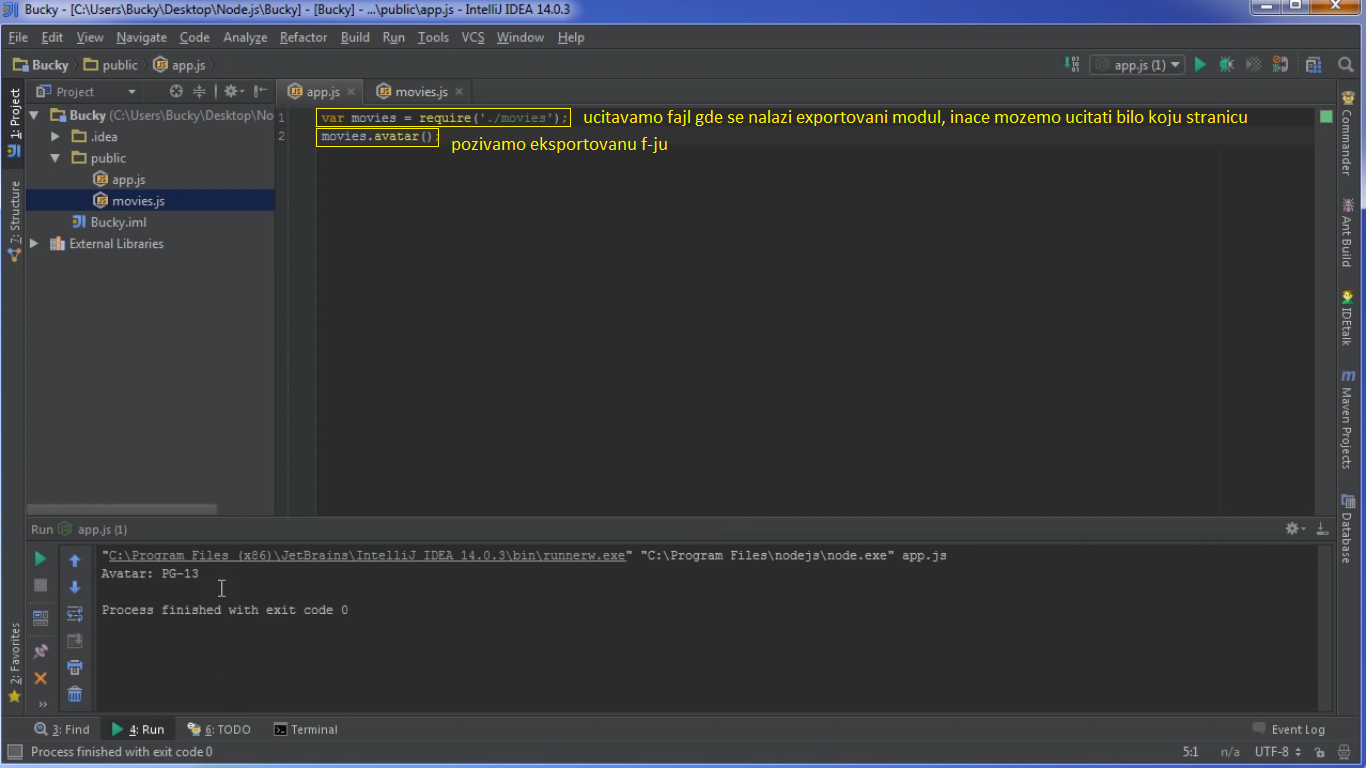 Bucky - [C:\Users\Bucky\Desktop\Node.js\Bucky] - [Bucky] - ...\public\app.js - IntelliJ IDEA 14.0.3
File Edit View Navigate Code Analyze Refactor Build Run Tools VCS Window Help
Bucky public app.js app.js (1)
Project app.js movies.js
1: Project
7: Structure
2: Favorites
Bucky (C:\Users\Bucky\Desktop\No
.idea
public
app.js
movies.js
Bucky.iml
External Libraries
1 var movies = require('./movies'); ucitavamo fajl gde se nalazi exportovani modul, inace mozemo ucitati bilo koju stranicu
2 movies.avatar(); pozivamo eksportovanu f-ju
Commander
Ant Build
IDEtalk
Maven Projects
Database
Run app.js (1)
"C:\Program Files (x86)\JetBrains\IntelliJ IDEA 14.0.3\bin\runnerw.exe" "C:\Program Files\nodejs\node.exe" app.js
Avatar: PG-13
Process finished with exit code 0
3: Find 4: Run 6: TODO Terminal Event Log
Process finished with exit code 0 5:1 n/a UTF-8